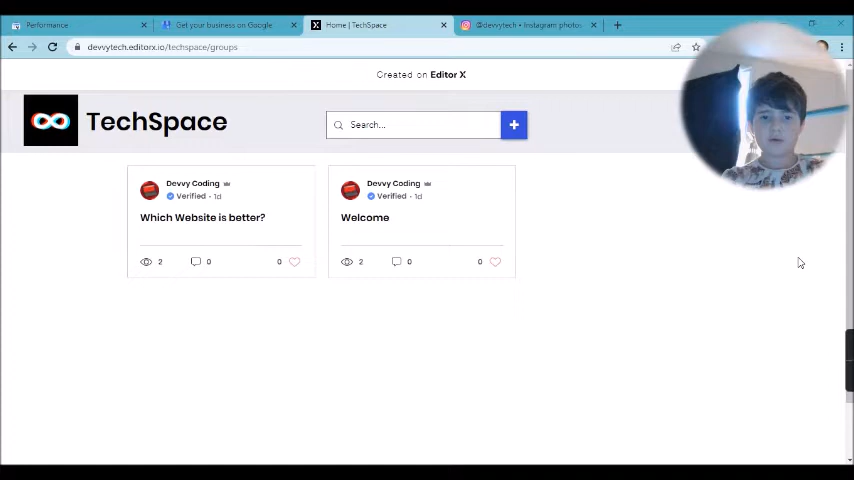 Performance
Get your business on Google
Home | TechSpace
@devvytech • Instagram photos
devvytech.editorx.io/techspace/groups
Created on Editor X
TechSpace
Search...
Devvy Coding
Verified • 1d
Which Website is better?
2 0 0
Devvy Coding
Verified • 1d
Welcome
2 0 0